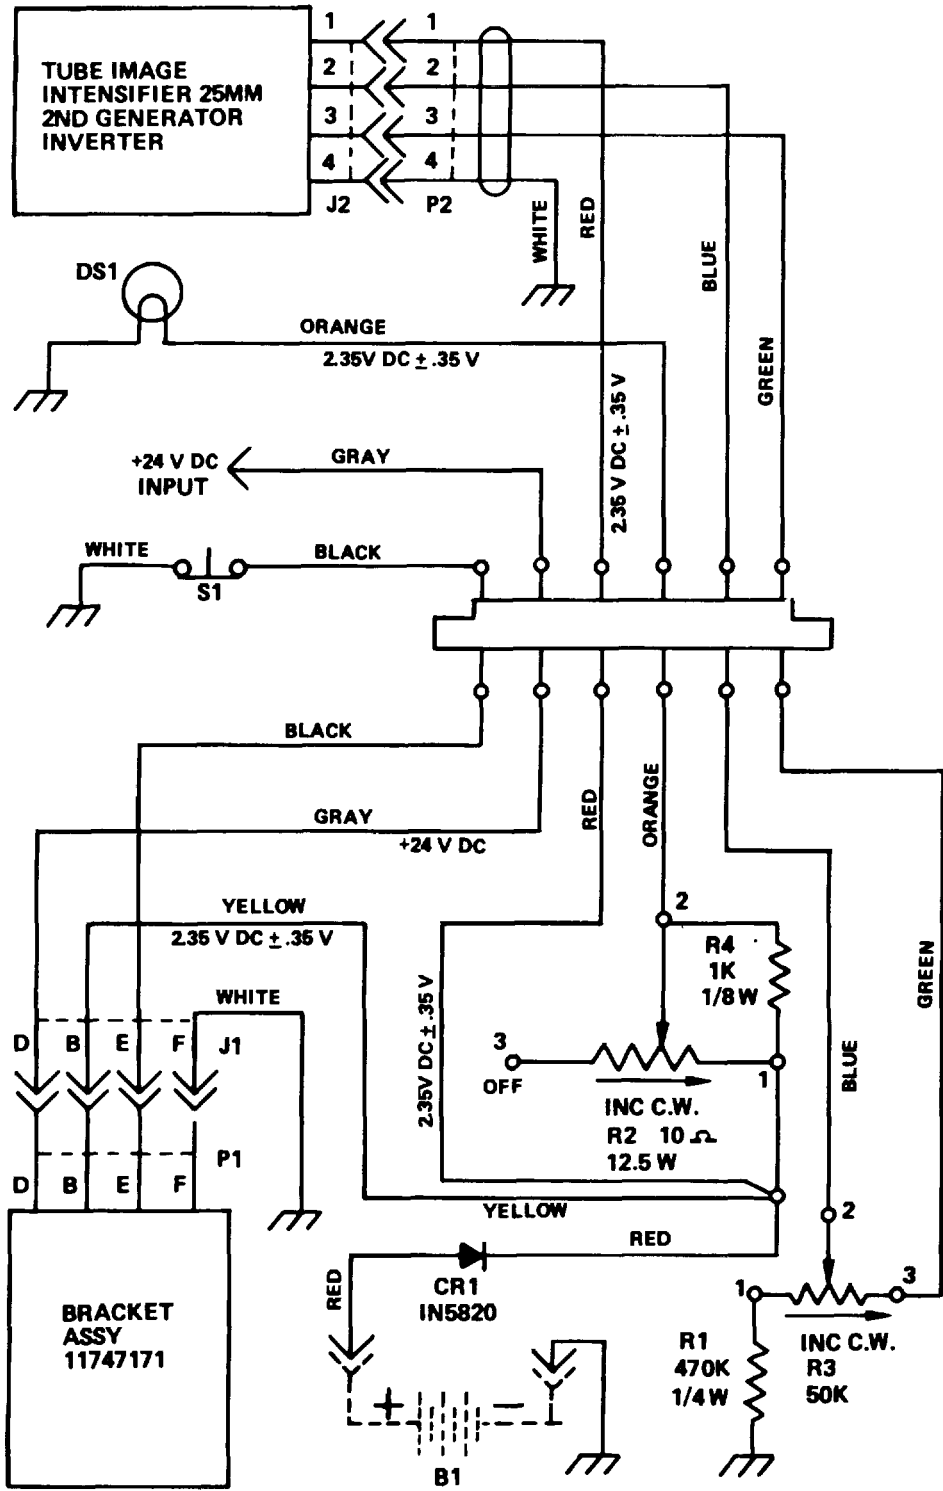 1
1
TUBE IMAGE
INTENSIFIER 25MM
2ND GENERATOR
INVERTER
2
2
3
3
4
4
J2
P2
WHITE
RED
BLUE
GREEN
DS1
ORANGE
2.35V DC ± .35 V
2.35 V DC ± .35 V
+24 V DC
INPUT
GRAY
WHITE
BLACK
S1
BLACK
GRAY
+24 V DC
RED
ORANGE
YELLOW
2.35 V DC ± .35 V
2
R4
1K
1/8 W
GREEN
WHITE
2.35V DC ± .35 V
D
B
E
F
J1
3
OFF
1
BLUE
INC C.W.
R2 10 Ω
12.5 W
P1
D
B
E
F
YELLOW
2
RED
RED
CR1
IN5820
1
3
BRACKET
ASSY
11747171
R1
470K
1/4 W
INC C.W.
R3
50K
+
−
B1